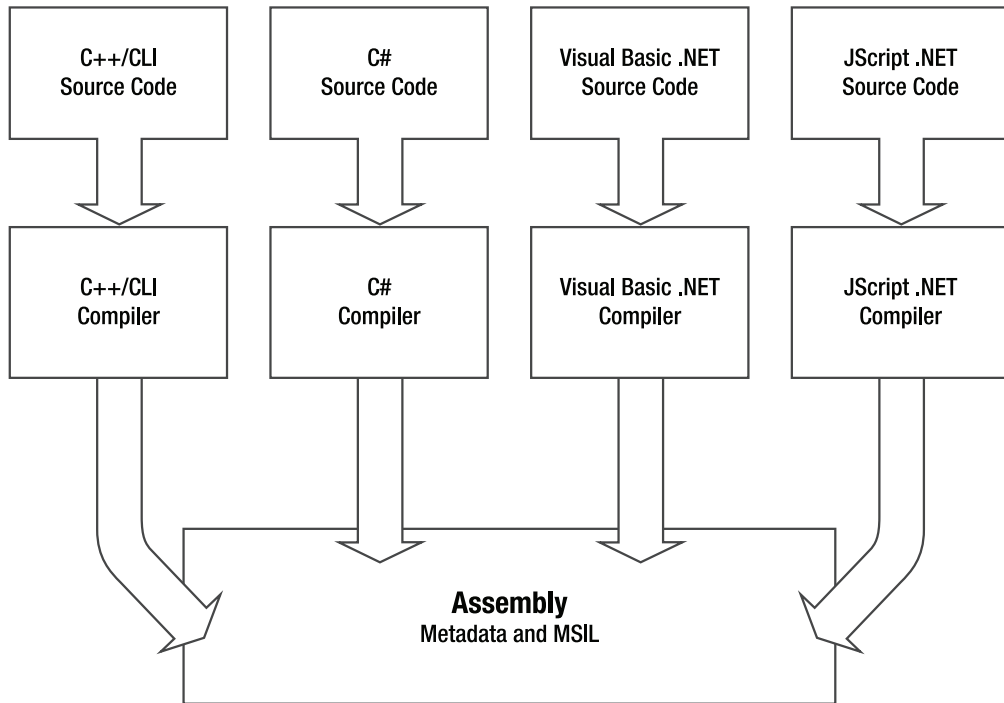 C++/CLI
Source Code
C#
Source Code
Visual Basic .NET
Source Code
JScript .NET
Source Code
C++/CLI
Compiler
C#
Compiler
Visual Basic .NET
Compiler
JScript .NET
Compiler
Assembly
Metadata and MSIL